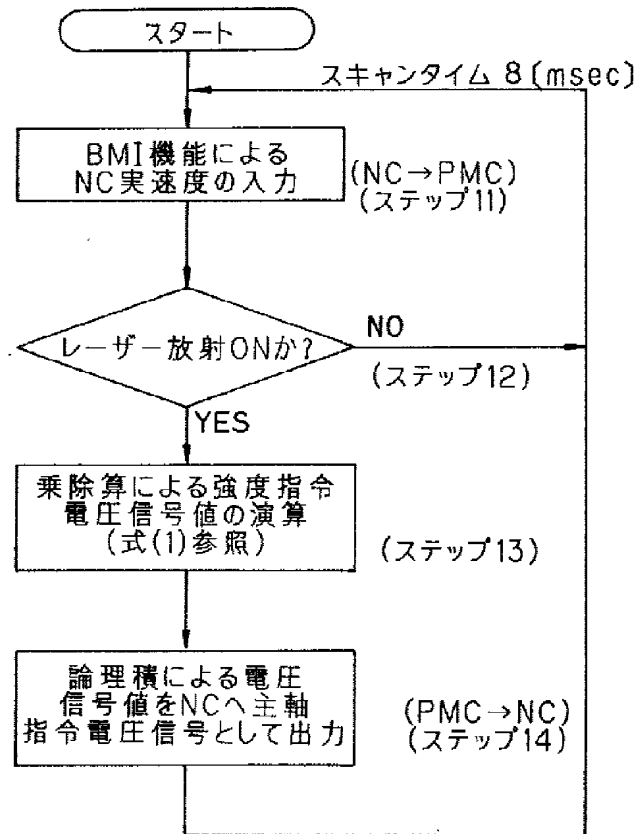 スタート
スキャンタイム 8(msec)
BMI機能による
NC実速度の入力
(NC→PMC)
(ステップ11)
レーザー放射ONか?
NO
(ステップ12)
YES
乗除算による強度指令
電圧信号値の演算
(式(1)参照)
(ステップ13)
論理積による電圧
信号値をNCへ主軸
指令電圧信号として出力
(PMC→NC)
(ステップ14)